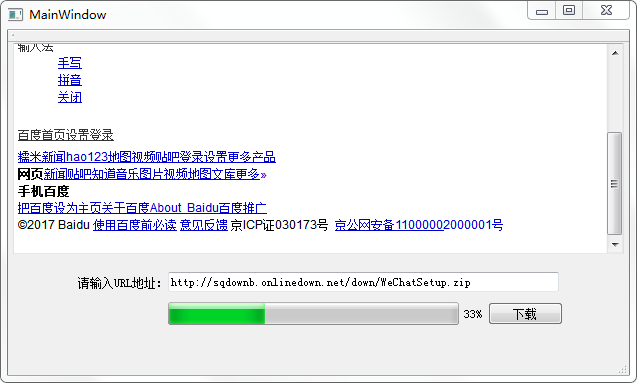 MainWindow
输入法
手写
拼音
关闭
百度首页设置登录
糯米新闻hao123地图视频贴吧登录设置更多产品
网页新闻贴吧知道音乐图片视频地图文库更多»
手机百度
把百度设为主页关于百度About Baidu百度推广
©2017 Baidu 使用百度前必读 意见反馈 京ICP证030173号 京公网安备11000002000001号
请输入URL地址: http://sqdownb.onlinedown.net/down/WeChatSetup.zip
33% 下载